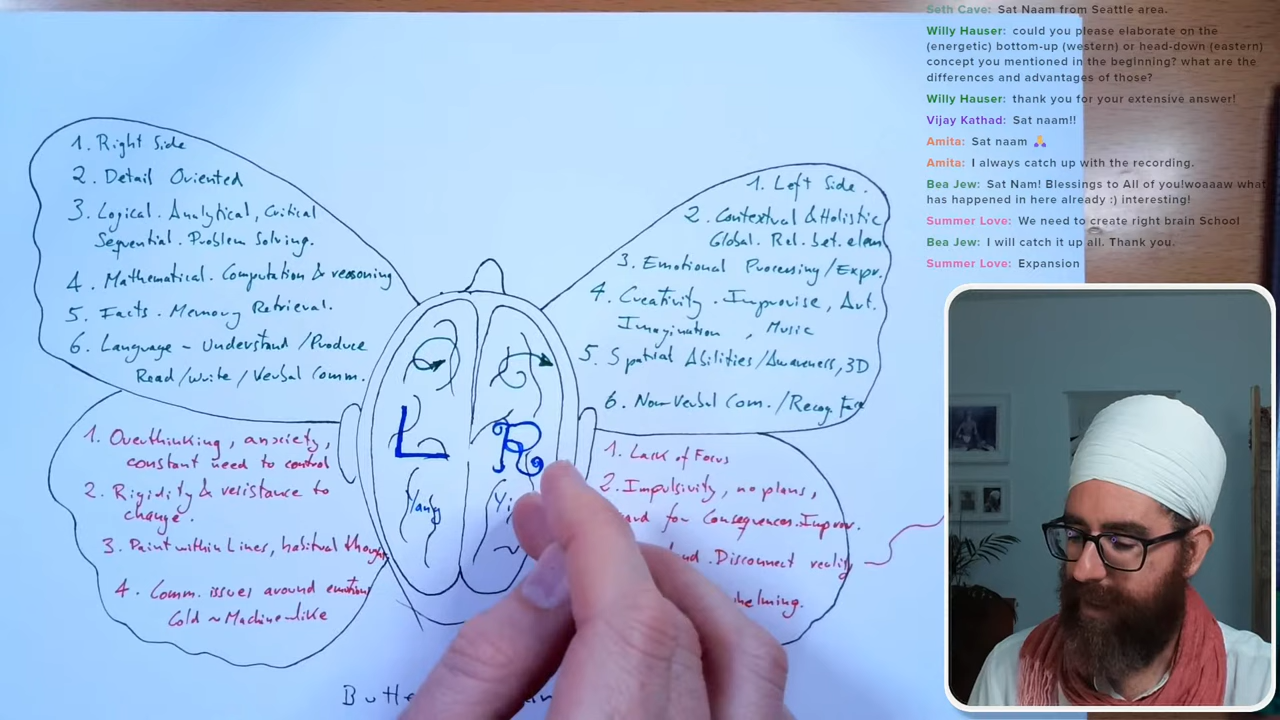 Seth Cave: Sat Naam from Seattle area.
Willy Hauser: could you please elaborate on the
(energetic) bottom-up (western) or head-down (eastern)
concept you mentioned in the beginning? what are the
differences and advantages of those?
Willy Hauser: thank you for your extensive answer!
Vijay Kathad: Sat naam!!
Amita: Sat naam 🙏
Amita: I always catch up with the recording.
Bea Jew: Sat Nam! Blessings to All of you!woaaaw what
has happened in here already :) interesting!
Summer Love: We need to create right brain School
Bea Jew: I will catch it up all. Thank you.
Summer Love: Expansion
1. Right Side
2. Detail Oriented
3. Logical. Analytical, Critical
Sequential. Problem Solving.
4. Mathematical. Computation & reasoning
5. Facts. Memory Retrieval.
6. Language - Understand / Produce
Read/write / Verbal Comm.
1. Left Side.
2. Contextual & Holistic
Global. Rel. bet. elem
3. Emotional Processing/Expr.
4. Creativity. Improvise, Art.
Imagination, Music
5. Spatial Abilities/Awareness, 3D
6. Non-Verbal Com. / Recog. Face
L
R
Yang
Yi
1. Overthinking, anxiety,
constant need to control
2. Rigidity & resistance to
change.
3. Paint within Lines, habitual though
4. Comm. issues around emotions
Cold ~ Machine-like
1. Lack of Focus
2. Impulsivity, no plans,
for Consequences. Improv.
Disconnect reality
helming.
Butte